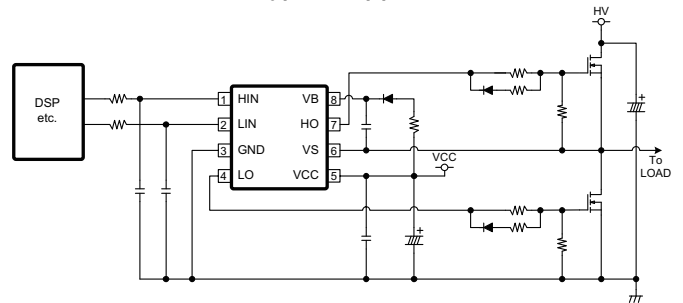 HV
DSP
etc.
1 HIN VB 8
2 LIN HO 7
3 GND VS 6
4 LO VCC 5
VCC
To
LOAD
+
+